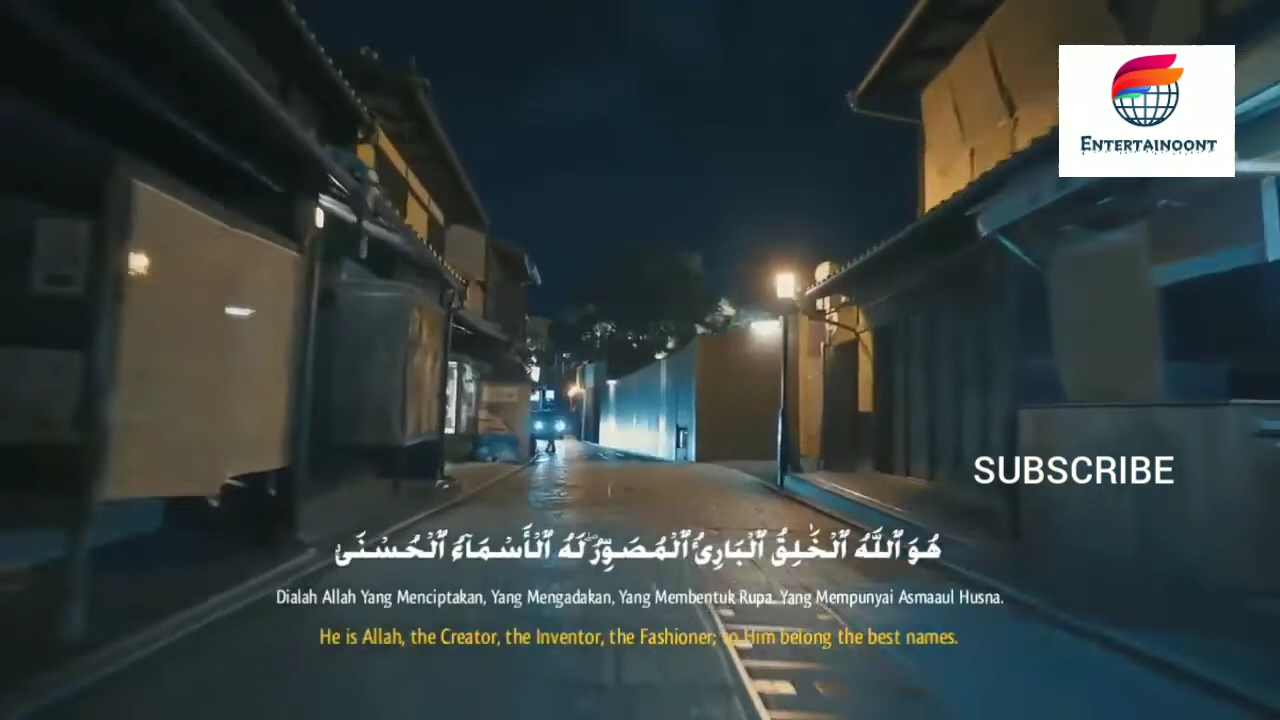 ENTERTAINOONT
SUBSCRIBE
هُوَ ٱللَّهُ ٱلْخَـٰلِقُ ٱلْبَارِئُ ٱلْمُصَوِّرُ ۖ لَهُ ٱلْأَسْمَآءُ ٱلْحُسْنَىٰ
Dialah Allah Yang Menciptakan, Yang Mengadakan, Yang Membentuk Rupa. Yang Mempunyai Asmaaul Husna.
He is Allah, the Creator, the Inventor, the Fashioner; to Him belong the best names.